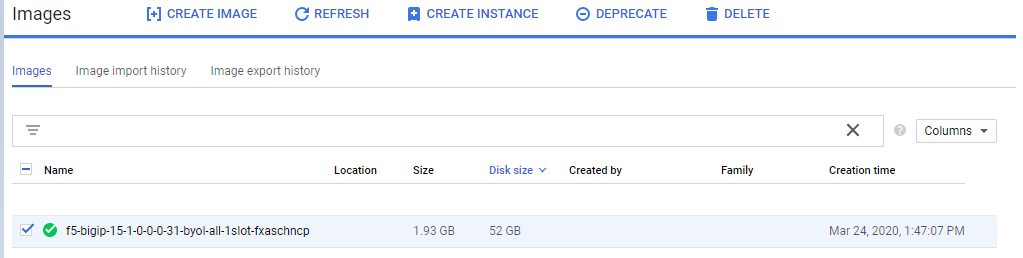 Images CREATE IMAGE REFRESH CREATE INSTANCE DEPRECATE DELETE
Images Image import history Image export history
? Columns
Name Location Size Disk size Created by Family Creation time
f5-bigip-15-1-0-0-0-31-byol-all-1slot-fxaschncp 1.93 GB 52 GB Mar 24, 2020, 1:47:07 PM